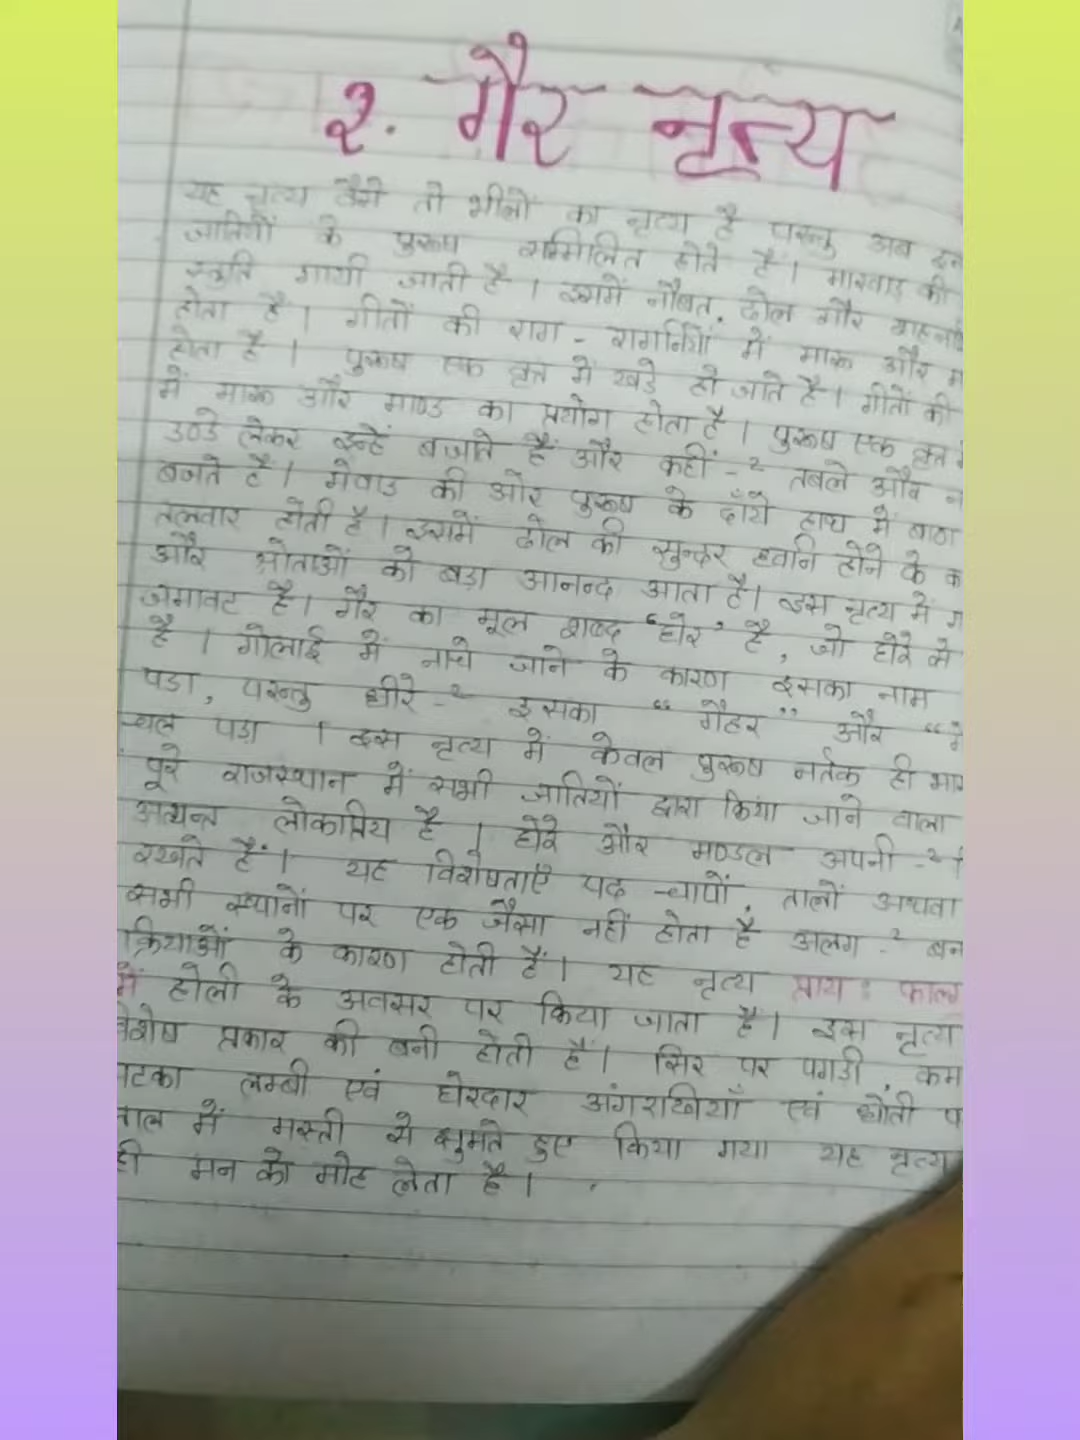 २. गैर नृत्य
यह नृत्य वैसे तो भीलों का नृत्य है परन्तु अब इन
जातियों के पुरूष सम्मिलित होते है। मारवाड़ की
स्तुति गायी जाती है। इसमें नौबत, ढोल और
होता है। गीतों की राग - रागनियों में मारू और
होता है। पुरूष एक वृत्त में खड़े हो जाते है। गीतों की
में मारू और माण्ड का प्रयोग होता है। पुरूष एक वृत्त
डण्डे लेकर इन्हें बजाते हैं और कहीं -२ तबले और
बजते है। मेवाड की ओर पुरूष के दाँये हाथ में
तलवार होती है। इसमें ढोल की सुन्दर ध्वनि होने के
और श्रोताओं को बडा आनन्द आता है। इस नृत्य में
जमावट है। गैर का मूल शब्द ‘घेर’ है, जो घेरे से
है। गोलाई में नाचे जाने के कारण इसका नाम
पडा, परन्तु धीरे -२ इसका “गैहर” और
चल पड़ा। इस नृत्य में केवल पुरूष नर्तक ही भाग
पूरे राजस्थान में सभी जातियों द्वारा किया जाने वाला
अत्यन्त लोकप्रिय है। घेरे और मण्डल अपनी -२
रखते हैं। यह विशेषताएँ पद चापों, तालों अथवा
सभी स्थानों पर एक जैसा नहीं होता है अलग -२ बन
क्रियाओं के कारण होती हैं। यह नृत्य प्राय: फाल्
में होली के अवसर पर किया जाता है। इस नृत्य
वेशेष प्रकार की बनी होती हैं। सिर पर पगड़ी, कम
पटका लम्बी एवं घेरदार अंगरखियाँ एवं धोती प
ताल में मस्ती से झुमते हुए किया गया यह नृत्य
ही मन को मोह लेता है।